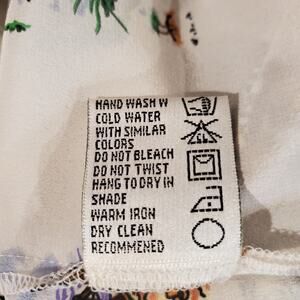 HAND WASH W
COLD WATER
WITH SIMILAR
COLORS
DO NOT BLEACH
DO NOT TWIST
HANG TO DRY IN
SHADE
WARM IRON
DRY CLEAN
RECOMMENED